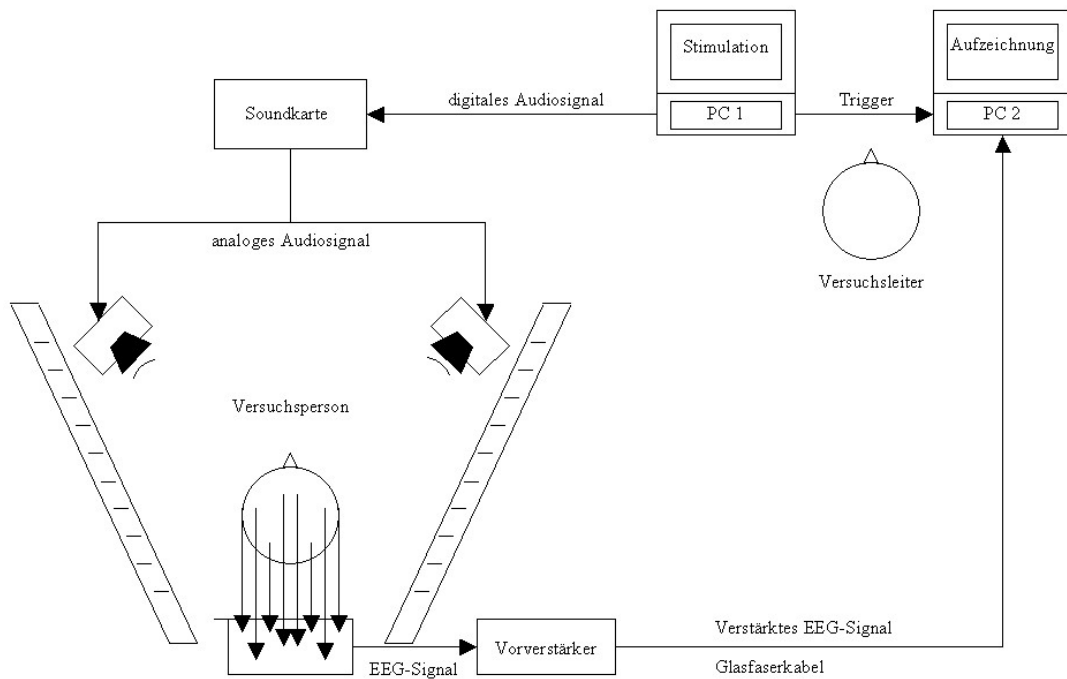 Stimulation
Aufzeichnung
Soundkarte
digitales Audiosignal
PC 1
Trigger
PC 2
analoges Audiosignal
Versuchsleiter
Versuchsperson
EEG-Signal
Vorverstärker
Verstärktes EEG-Signal
Glasfaserkabel